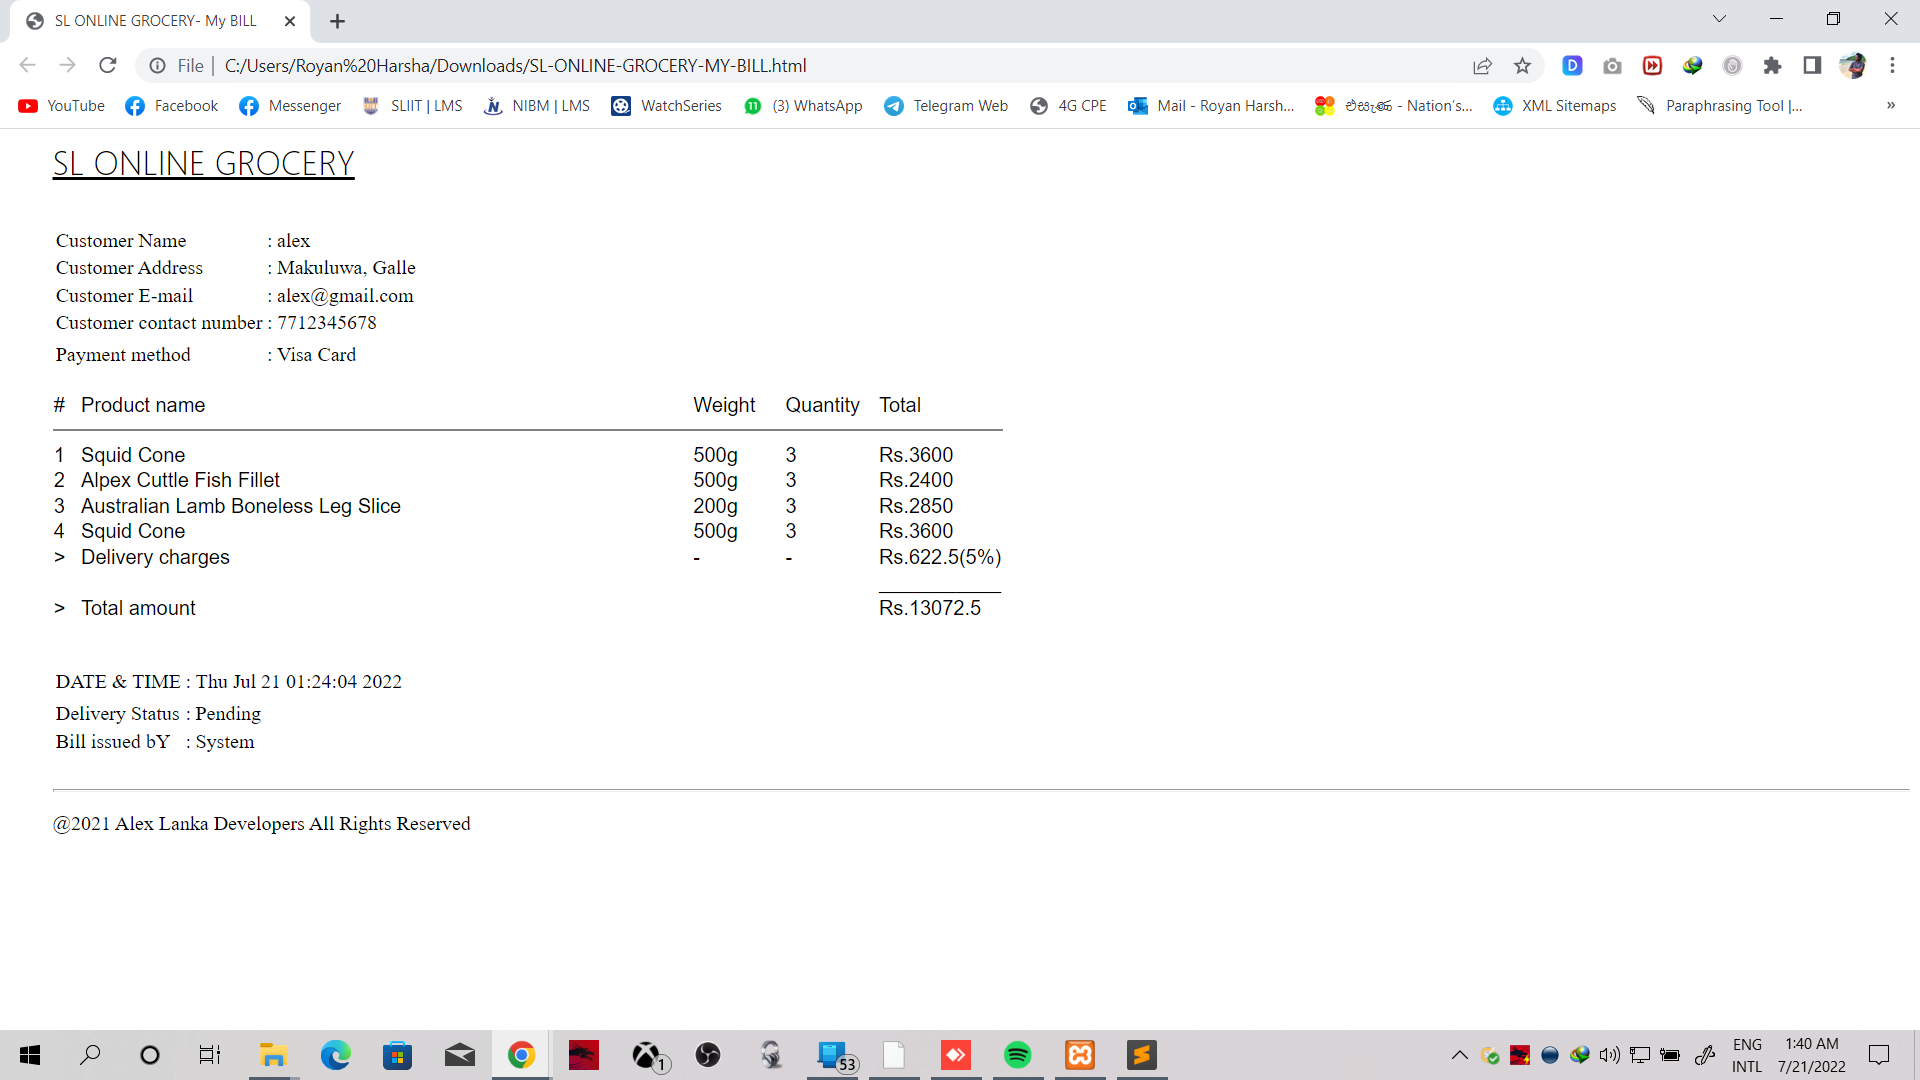 SL ONLINE GROCERY- My BILL
File | C:/Users/Royan%20Harsha/Downloads/SL-ONLINE-GROCERY-MY-BILL.html
YouTube Facebook Messenger SLIIT | LMS NIBM | LMS WatchSeries (3) WhatsApp Telegram Web 4G CPE Mail - Royan Harsh... එසැණ - Nation's... XML Sitemaps Paraphrasing Tool |... »
SL ONLINE GROCERY
Customer Name : alex
Customer Address : Makuluwa, Galle
Customer E-mail : alex@gmail.com
Customer contact number : 7712345678
Payment method : Visa Card
# Product name Weight Quantity Total
1 Squid Cone 500g 3 Rs.3600
2 Alpex Cuttle Fish Fillet 500g 3 Rs.2400
3 Australian Lamb Boneless Leg Slice 200g 3 Rs.2850
4 Squid Cone 500g 3 Rs.3600
> Delivery charges - - Rs.622.5(5%)
> Total amount Rs.13072.5
DATE & TIME : Thu Jul 21 01:24:04 2022
Delivery Status : Pending
Bill issued bY : System
@2021 Alex Lanka Developers All Rights Reserved
1 53 ENG 1:40 AM
INTL 7/21/2022